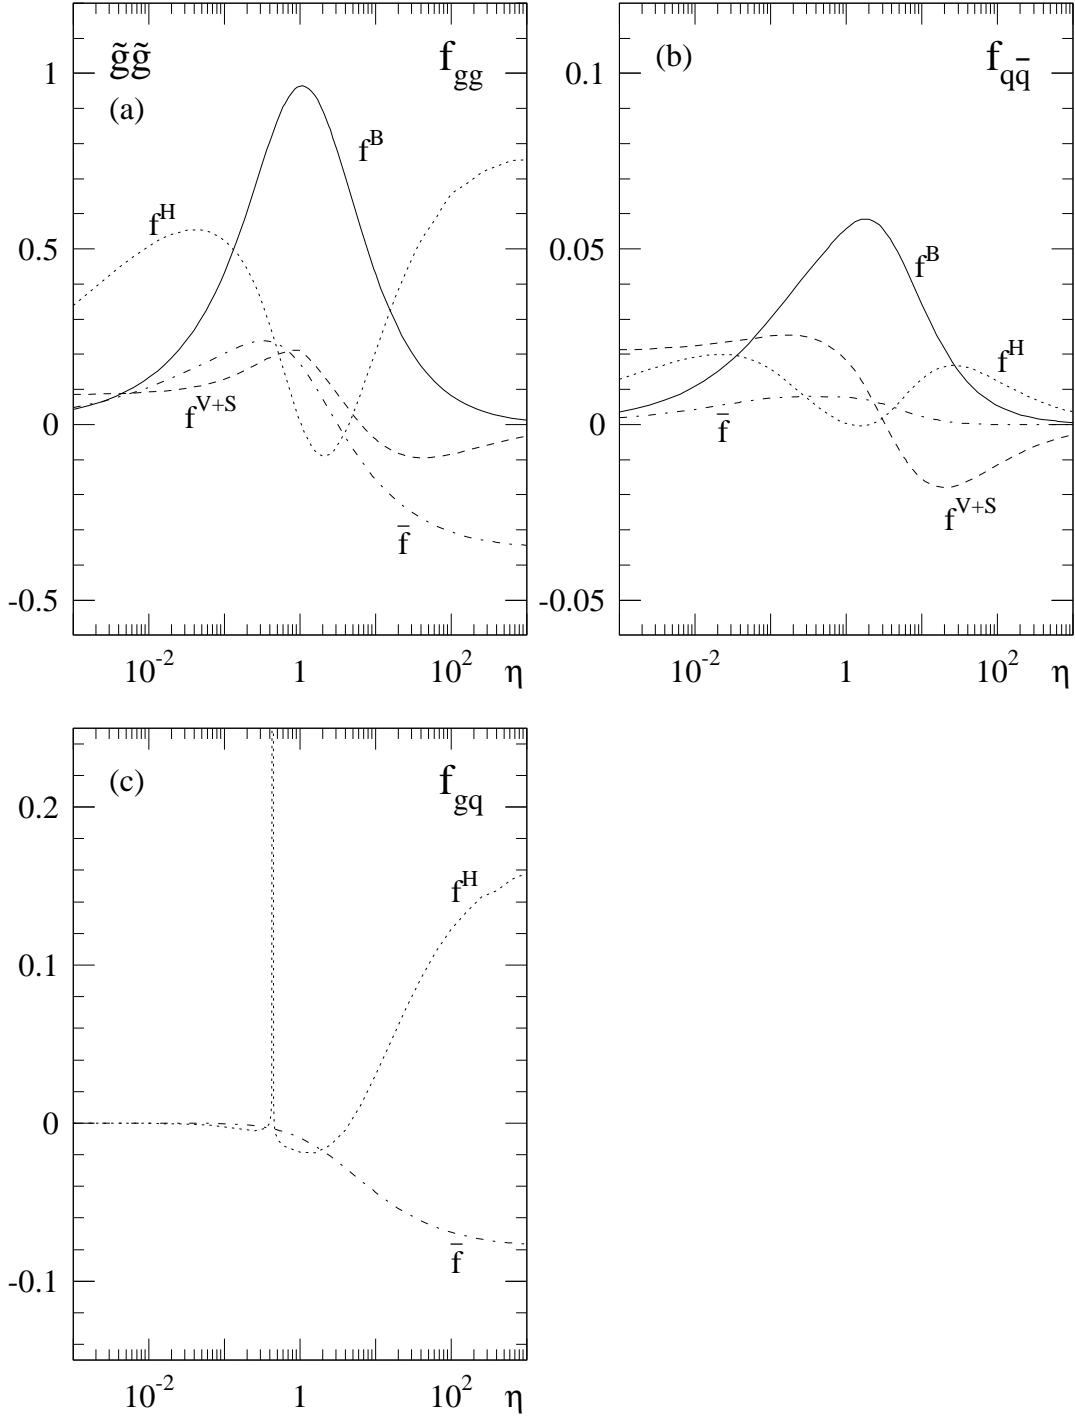 g̃g̃ f_gg
(a)
1
0.5
0
-0.5
f^B
f^H
f^V+S
f̄
10^-2 1 10^2 η
(b) f_qq̄
0.1
0.05
0
-0.05
f^B
f^H
f̄
f^V+S
10^-2 1 10^2 η
(c) f_gq
0.2
0.1
0
-0.1
f^H
f̄
10^-2 1 10^2 η